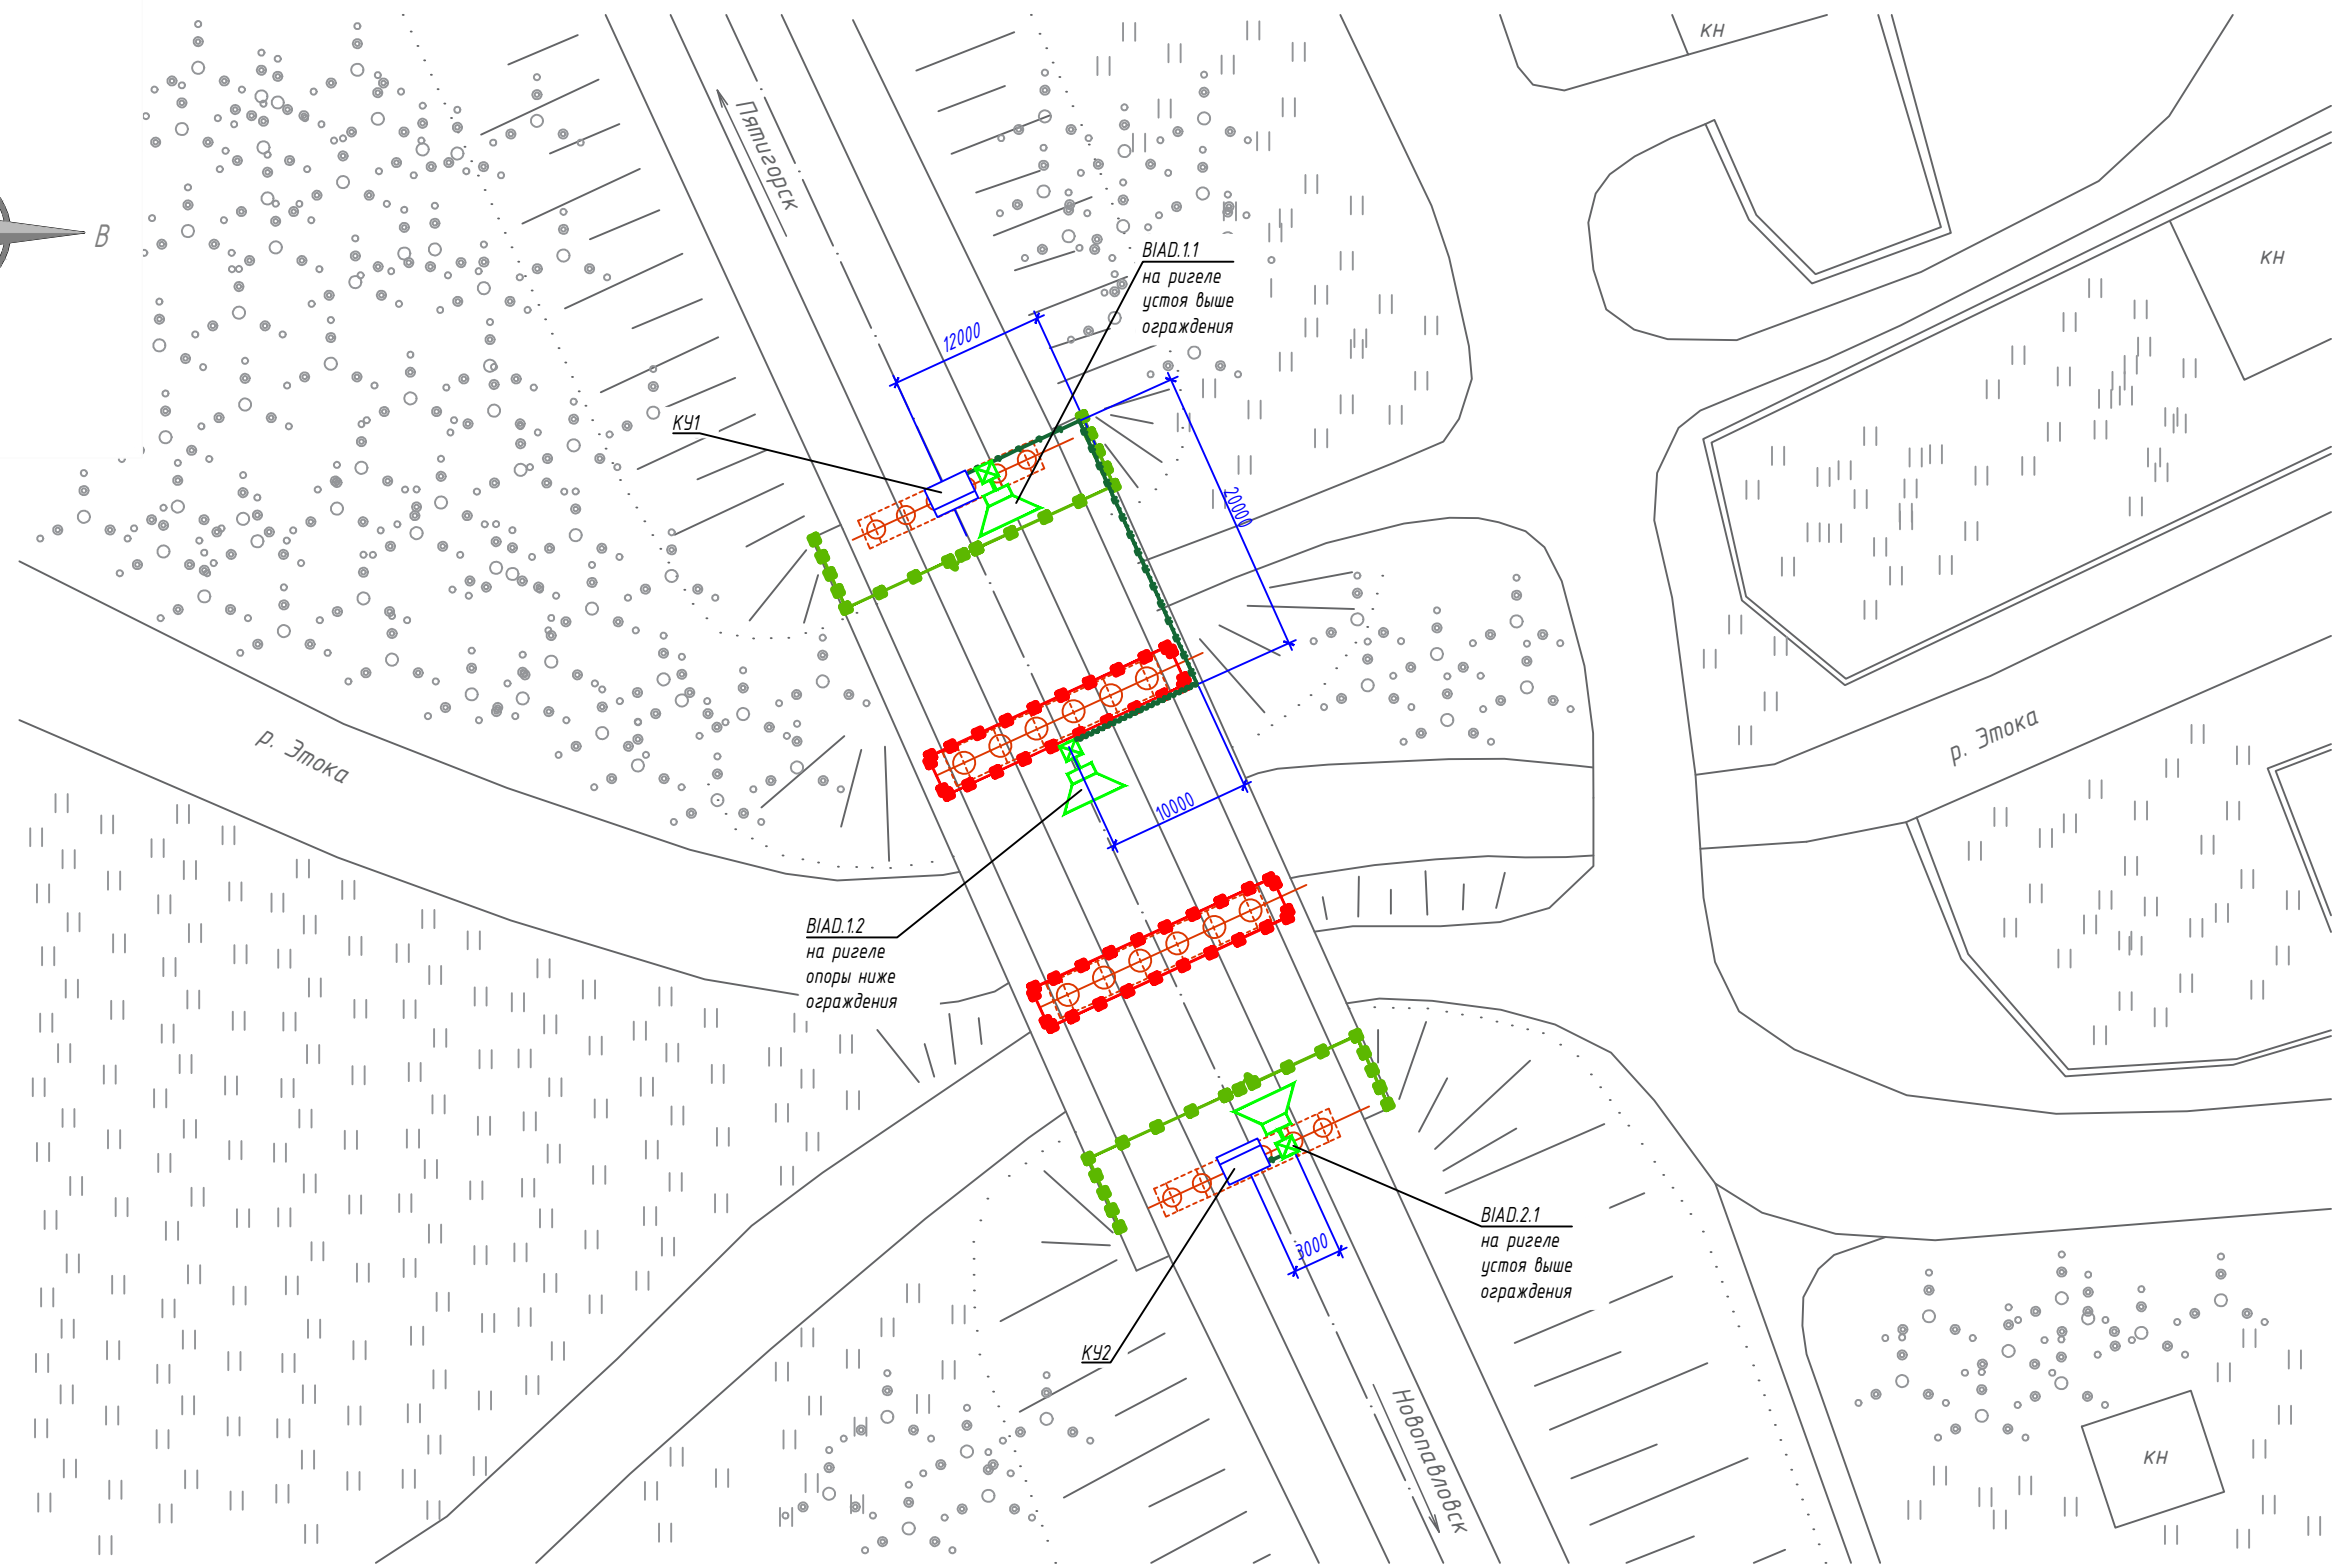 КН
Пятигорск
В
BIAD.1.1
на ригеле
устоя выше
ограждения
КН
12000
КУ1
20000
р. Этока
р. Этока
10000
BIAD.1.2
на ригеле
опоры ниже
ограждения
BIAD.2.1
на ригеле
устоя выше
ограждения
3000
КУ2
Новопавловск
КН